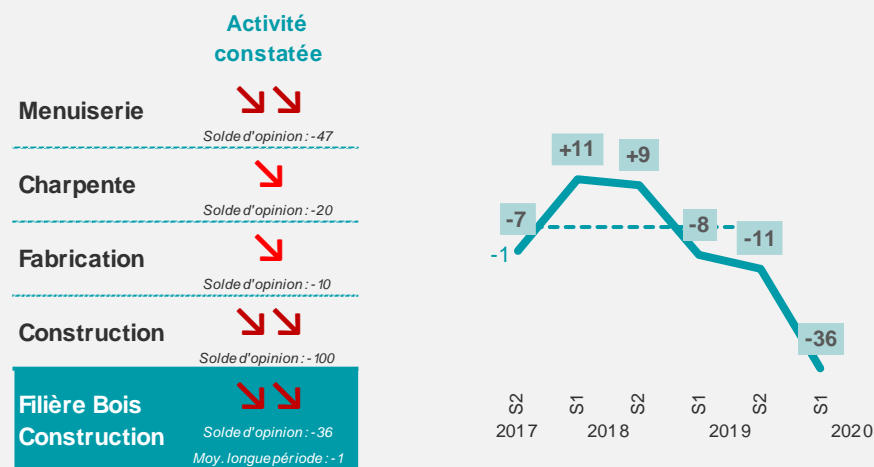 Activité
constatée
Menuiserie
Solde d'opinion : -47
Charpente
Solde d'opinion : -20
Fabrication
Solde d'opinion : -10
Construction
Solde d'opinion : -100
Filière Bois
Construction
Solde d'opinion : -36
Moy. longue période : -1
+11
+9
-7
-8
-11
-1
-36
S2 S1 S2 S1 S2 S1
2017 2018 2019 2020